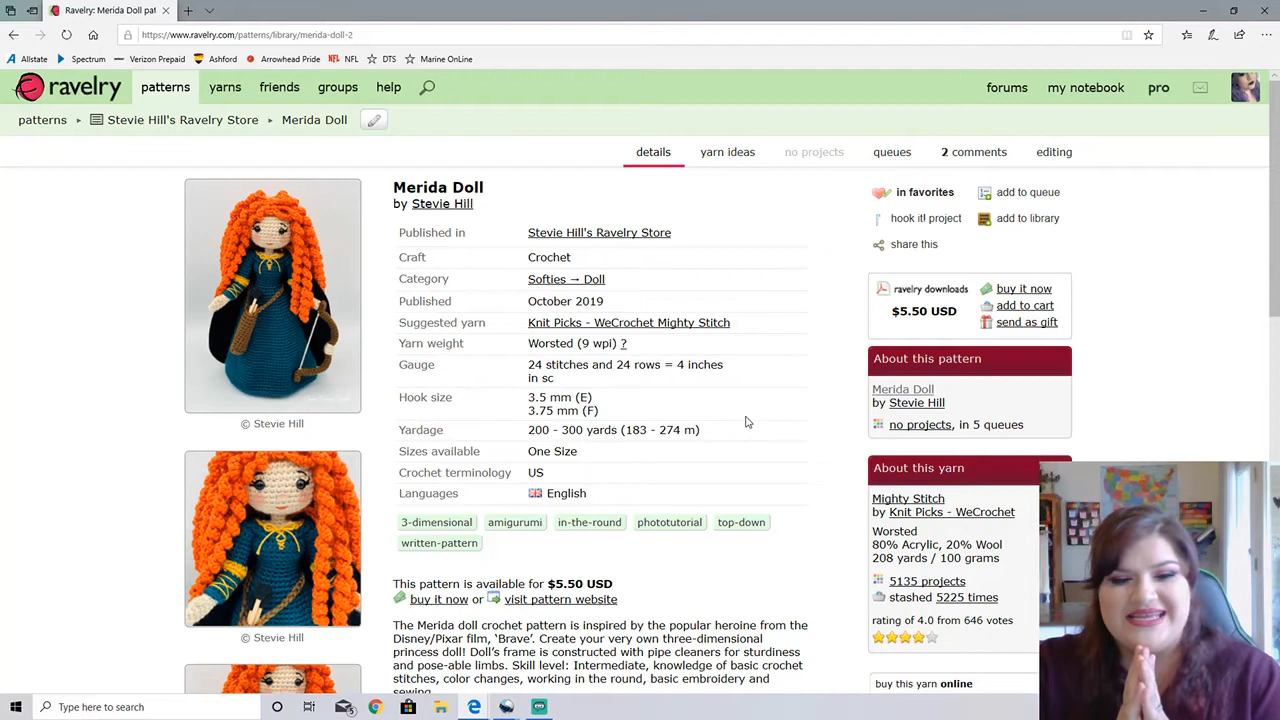 Ravelry: Merida Doll pat
https://www.ravelry.com/patterns/library/merida-doll-2
Allstate Spectrum Verizon Prepaid Ashford Arrowhead Pride NFL NFL DTS Marine OnLine
ravelry patterns yarns friends groups help forums my notebook pro
patterns Stevie Hill's Ravelry Store Merida Doll
details yarn ideas no projects queues 2 comments editing
Merida Doll
by Stevie Hill
Published in Stevie Hill's Ravelry Store
Craft Crochet
Category Softies → Doll
Published October 2019
Suggested yarn Knit Picks - WeCrochet Mighty Stitch
Yarn weight Worsted (9 wpi) ?
Gauge 24 stitches and 24 rows = 4 inches
in sc
Hook size 3.5 mm (E)
3.75 mm (F)
Yardage 200 - 300 yards (183 - 274 m)
Sizes available One Size
Crochet terminology US
Languages English
3-dimensional amigurumi in-the-round phototutorial top-down
written-pattern
This pattern is available for $5.50 USD
buy it now or visit pattern website
The Merida doll crochet pattern is inspired by the popular heroine from the
Disney/Pixar film, ‘Brave’. Create your very own three-dimensional
princess doll! Doll’s frame is constructed with pipe cleaners for sturdiness
and pose-able limbs. Skill level: Intermediate, knowledge of basic crochet
stitches, color changes, working in the round, basic embroidery and
sewing.
© Stevie Hill
© Stevie Hill
in favorites add to queue
hook it! project add to library
share this
ravelry downloads buy it now
$5.50 USD add to cart
send as gift
About this pattern
Merida Doll
by Stevie Hill
no projects, in 5 queues
About this yarn
Mighty Stitch
by Knit Picks - WeCrochet
Worsted
80% Acrylic, 20% Wool
208 yards / 100 grams
5135 projects
stashed 5225 times
rating of 4.0 from 646 votes
buy this yarn online
Type here to search
5